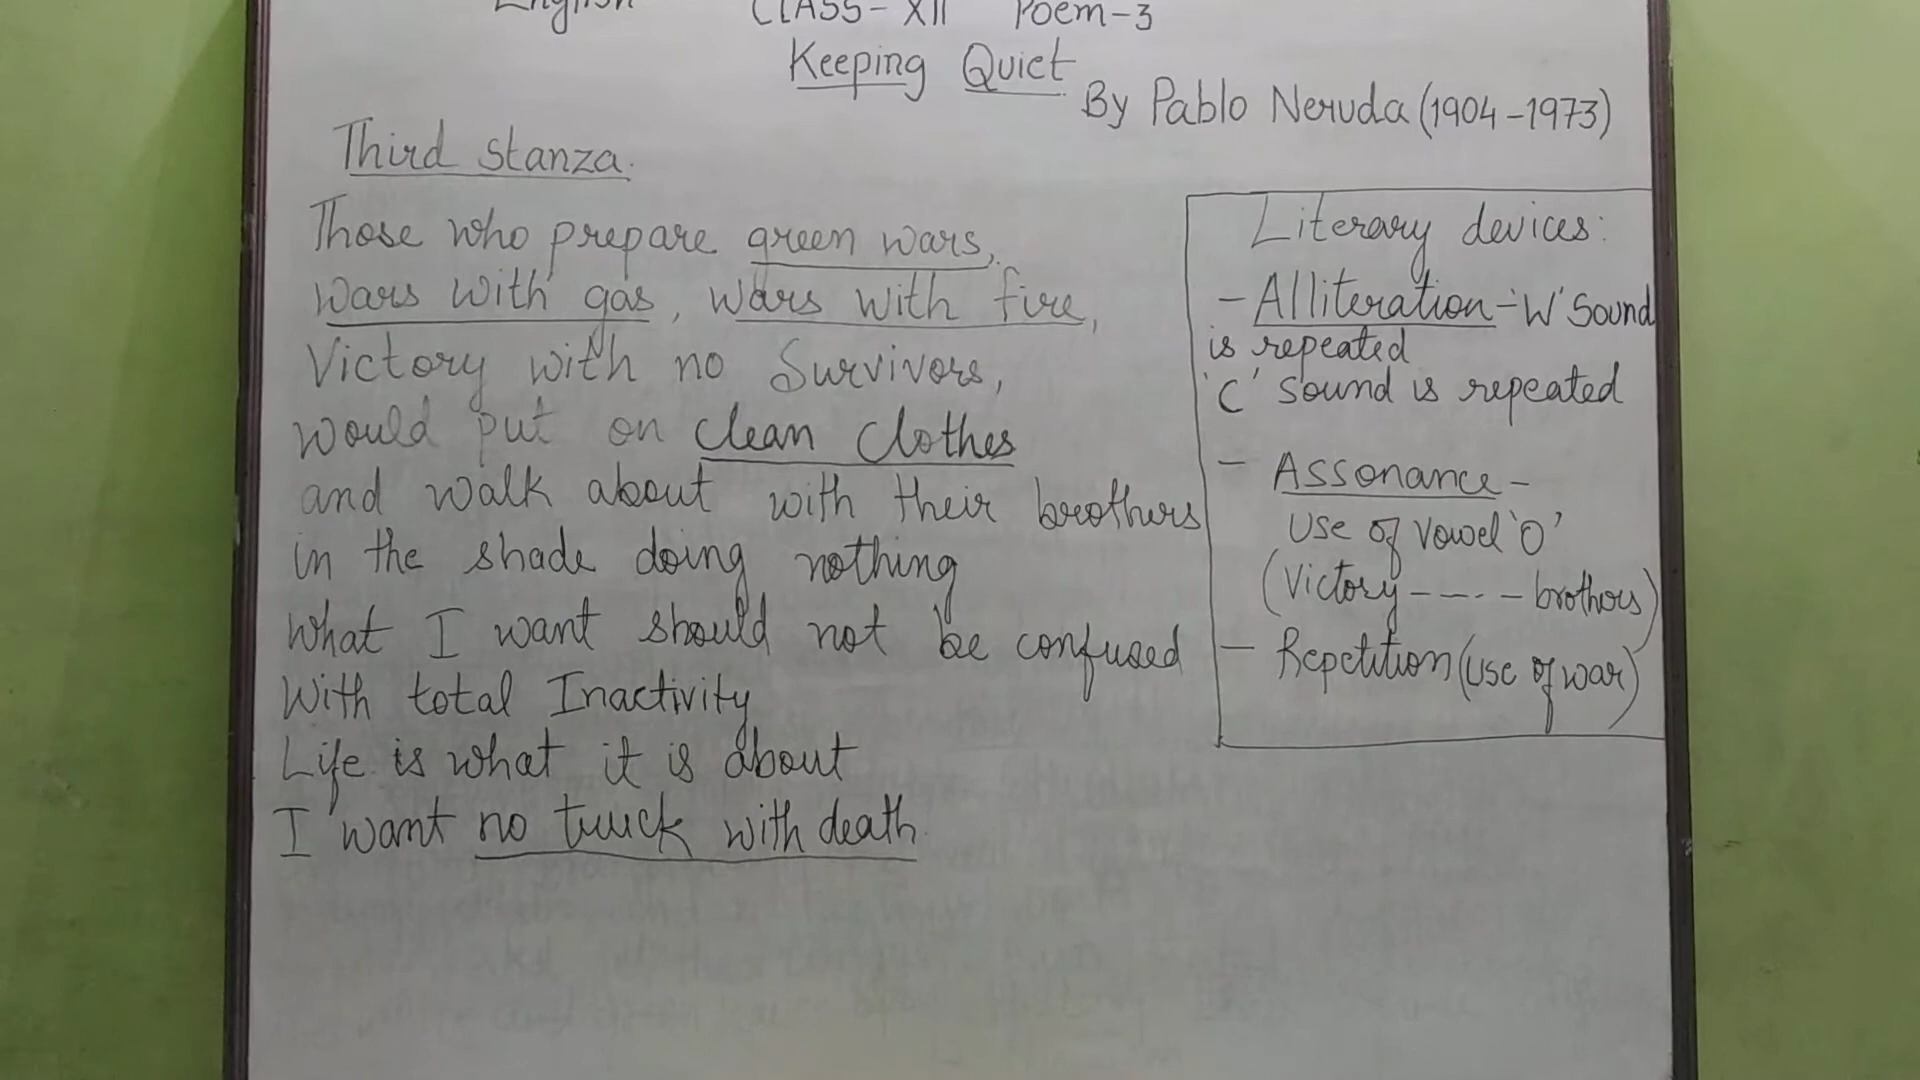 English CLASS- XII Poem-3
Keeping Quiet
By Pablo Neruda (1904-1973)
Third stanza.
Those who prepare green wars,
wars with gas, wars with fire,
Victory with no Survivors,
would put on clean clothes
and walk about with their brothers
in the shade doing nothing
What I want should not be confused
With total Inactivity
Life is what it is about
I want no truck with death.
Literary devices:
- Alliteration - 'W' Sound
is repeated
'C' Sound is repeated
- Assonance -
Use of Vowel 'O'
(Victory ---- brothers)
- Repetition (use of war)